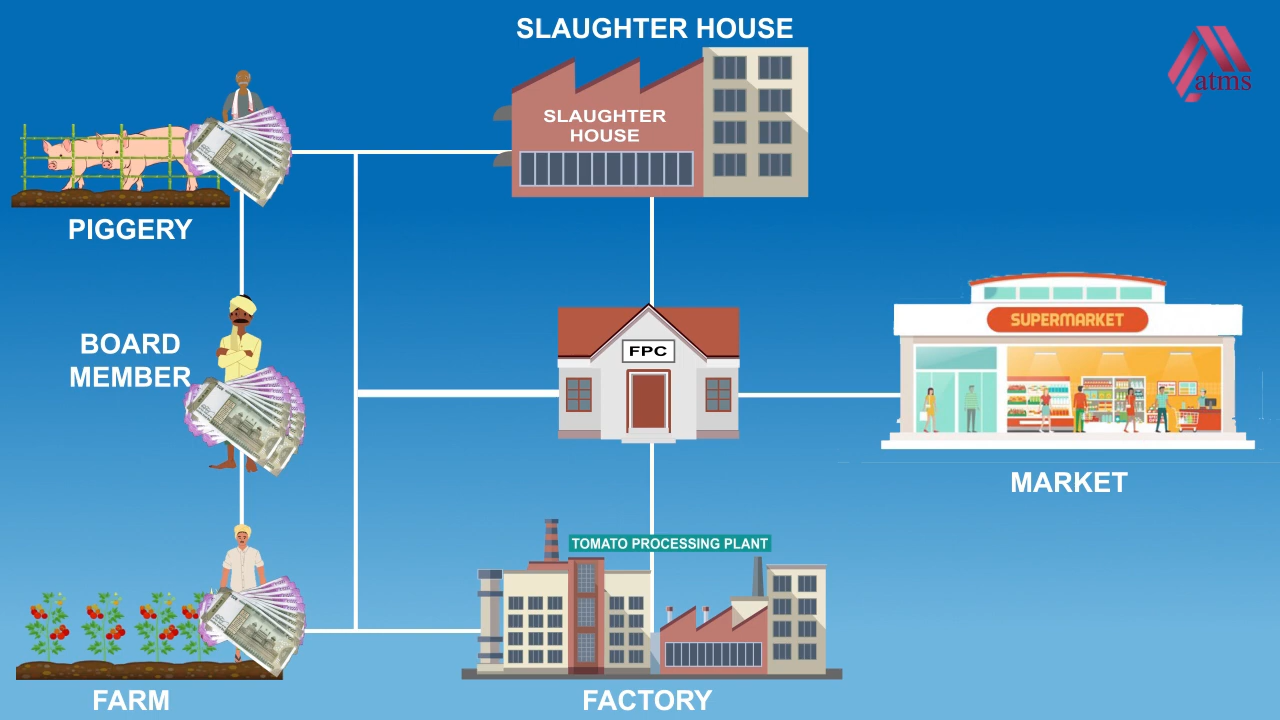 SLAUGHTER HOUSE
atms
SLAUGHTER
HOUSE
PIGGERY
BOARD
MEMBER
FPC
SUPERMARKET
MARKET
TOMATO PROCESSING PLANT
FARM
FACTORY